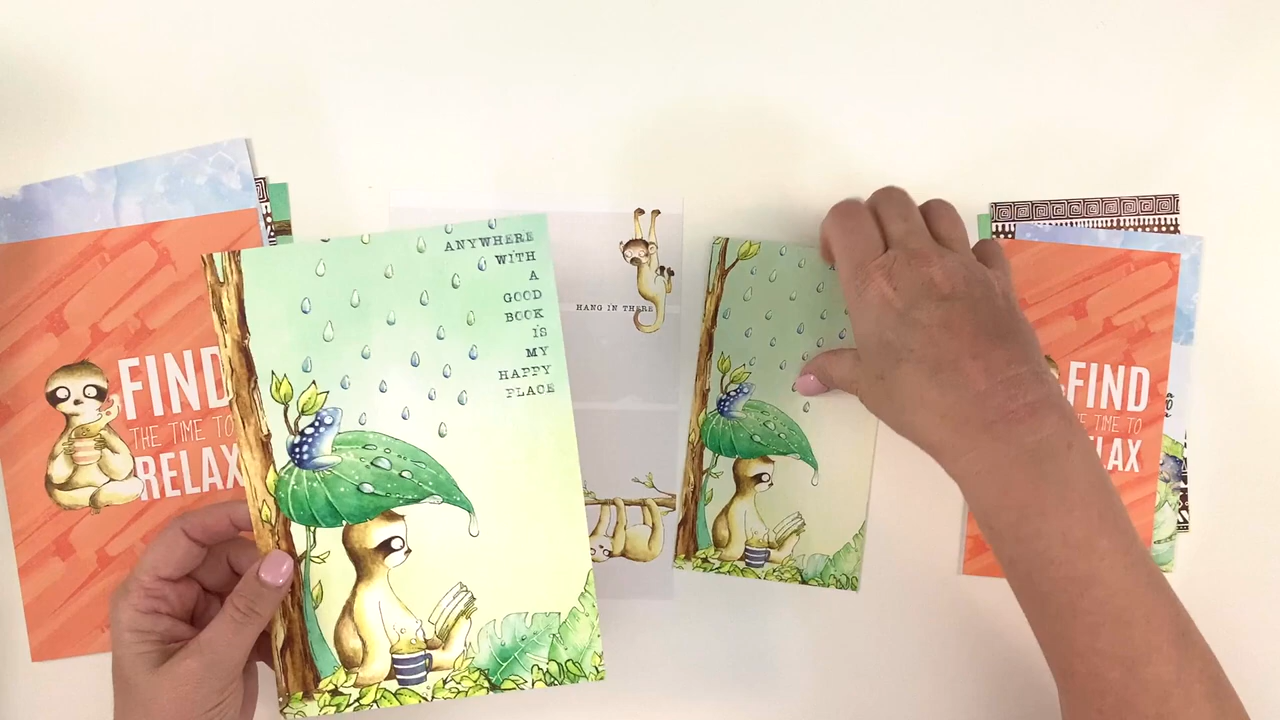 FIND
THE TIME TO
RELAX
ANYWHERE
WITH
A
GOOD
BOOK
IS
MY
HAPPY
PLACE
HANG IN THERE
FIND
THE TIME TO
LAX